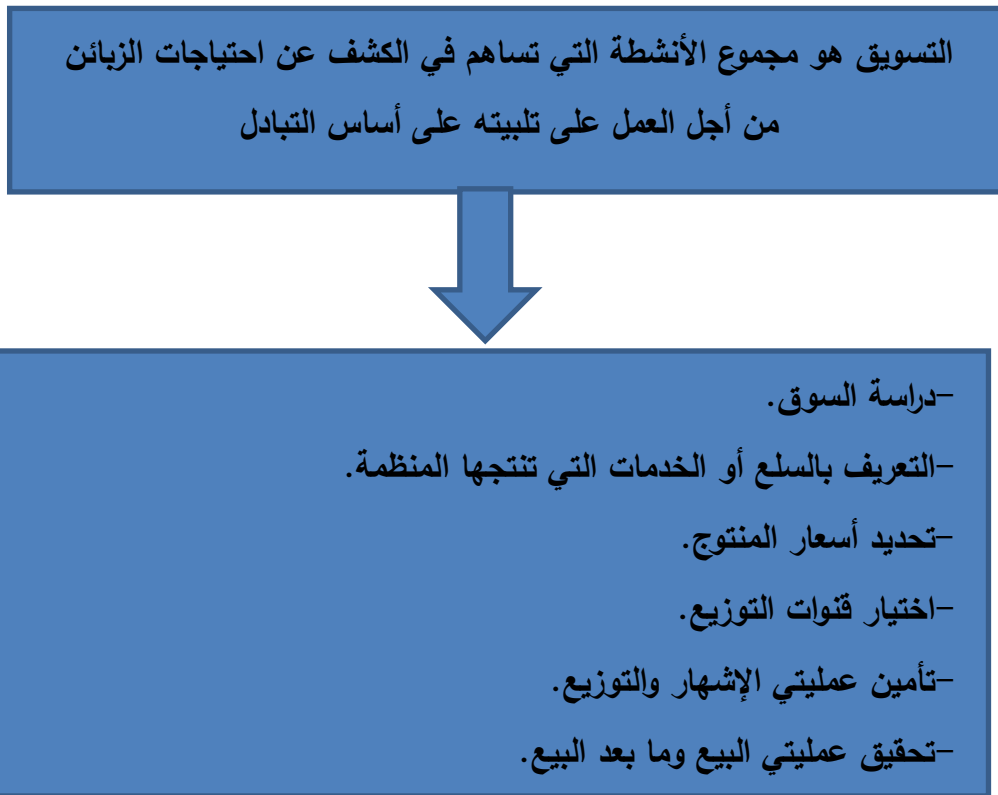 التسويق هو مجموع الأنشطة التي تساهم في الكشف عن احتياجات الزبائن
من أجل العمل على تلبيته على أساس التبادل
-دراسة السوق.
-التعريف بالسلع أو الخدمات التي تنتجها المنظمة.
-تحديد أسعار المنتوج.
-اختيار قنوات التوزيع.
-تأمين عمليتي الإشهار والتوزيع.
-تحقيق عمليتي البيع وما بعد البيع.